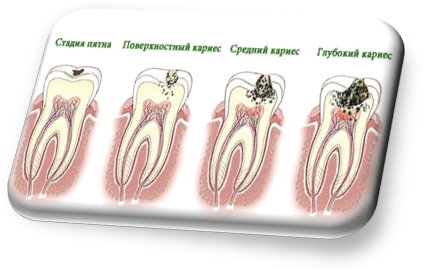 Стадия пятна
Поверхностный кариес
Средний кариес
Глубокий кариес